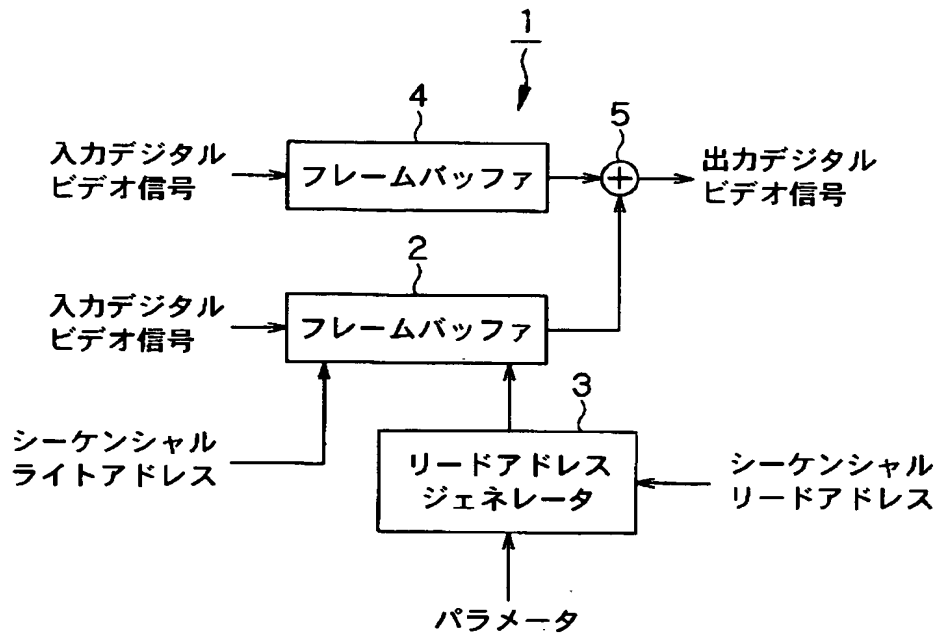 1
4
5
入力デジタル
ビデオ信号
フレームバッファ
出力デジタル
ビデオ信号
2
入力デジタル
ビデオ信号
フレームバッファ
3
シーケンシャル
ライトアドレス
リードアドレス
ジェネレータ
シーケンシャル
リードアドレス
パラメータ